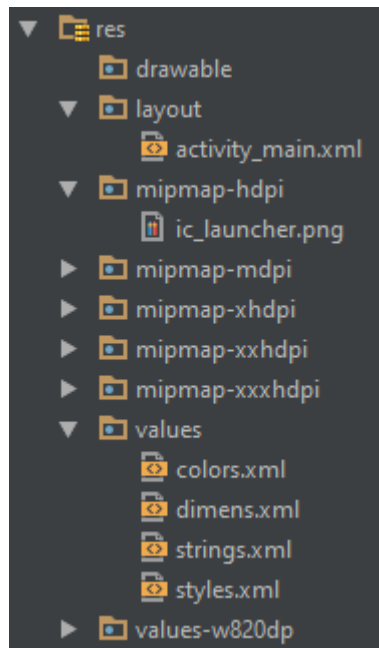 res
drawable
layout
activity_main.xml
mipmap-hdpi
ic_launcher.png
mipmap-mdpi
mipmap-xhdpi
mipmap-xxhdpi
mipmap-xxxhdpi
values
colors.xml
dimens.xml
strings.xml
styles.xml
values-w820dp